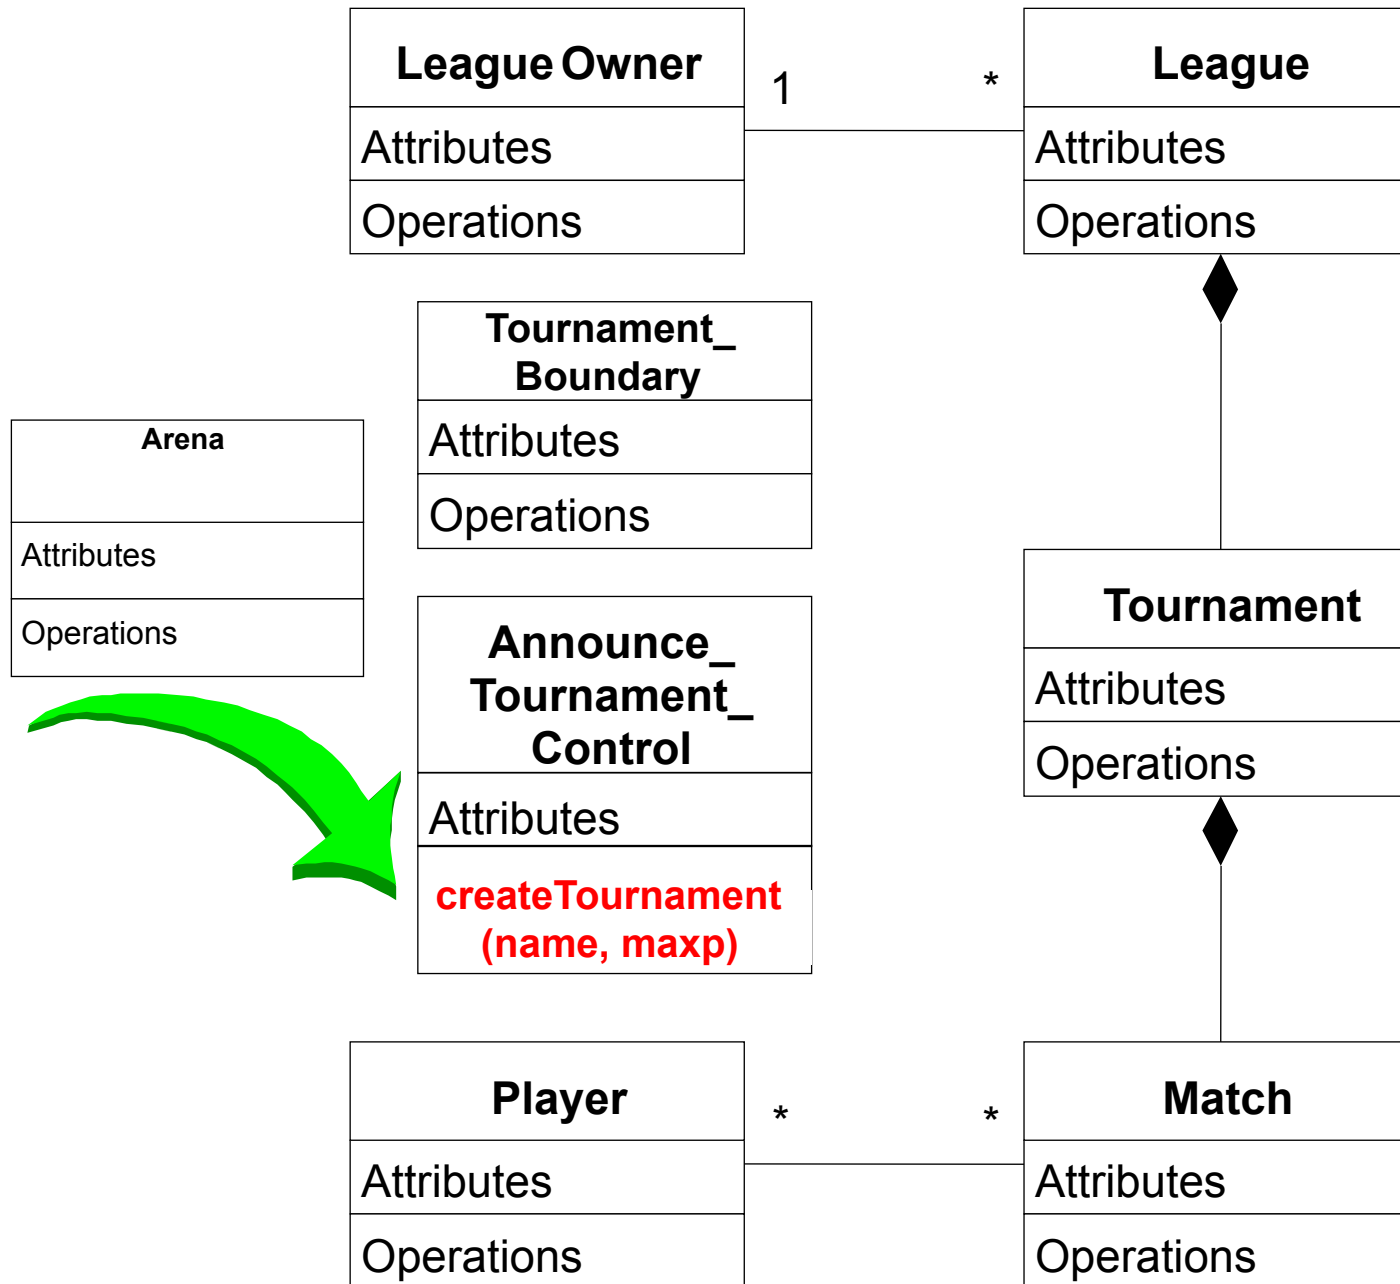 League Owner
Attributes
Operations
1
*
League
Attributes
Operations
Tournament_
Boundary
Attributes
Operations
Arena
Attributes
Operations
Announce_
Tournament_
Control
Attributes
createTournament
(name, maxp)
Tournament
Attributes
Operations
Player
Attributes
Operations
*
*
Match
Attributes
Operations